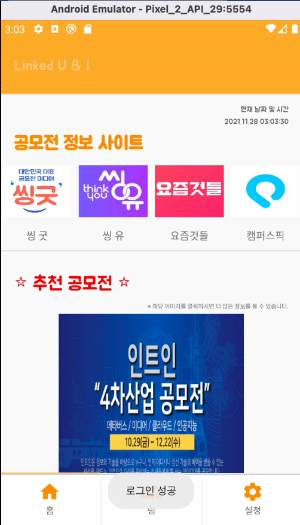 Android Emulator - Pixel_2_API_29:5554
3:03
Linked U & I
현재 날짜 및 시간
2021.11.28 03:03:30
공모전 정보 사이트
대한민국 대표
공모전 미디어
씽굿
think
you
씽유
요즘것들
씽 굿
씽 유
요즘것들
캠퍼스픽
☆ 추천 공모전 ☆
※ 해당 이미지를 클릭하시면 더 많은 정보를 볼 수 있습니다.
인트인
“4차산업 공모전”
메타버스 / 미디어 / 클라우드 / 인공지능
10.29(금)~12.22(수)
로그인 성공
홈
팀
설정